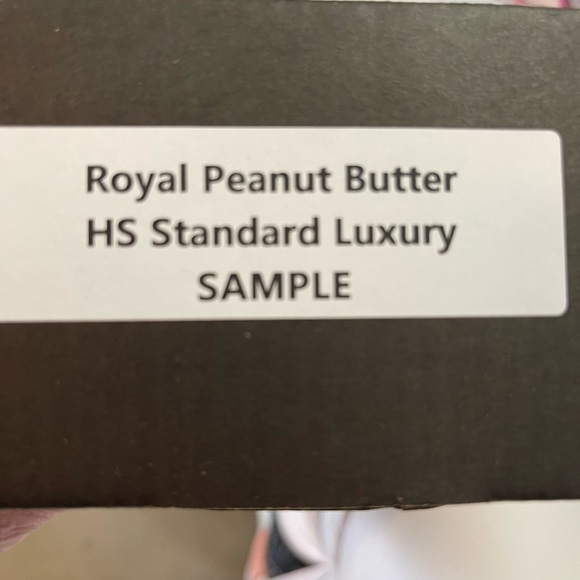 Royal Peanut Butter
HS Standard Luxury
SAMPLE